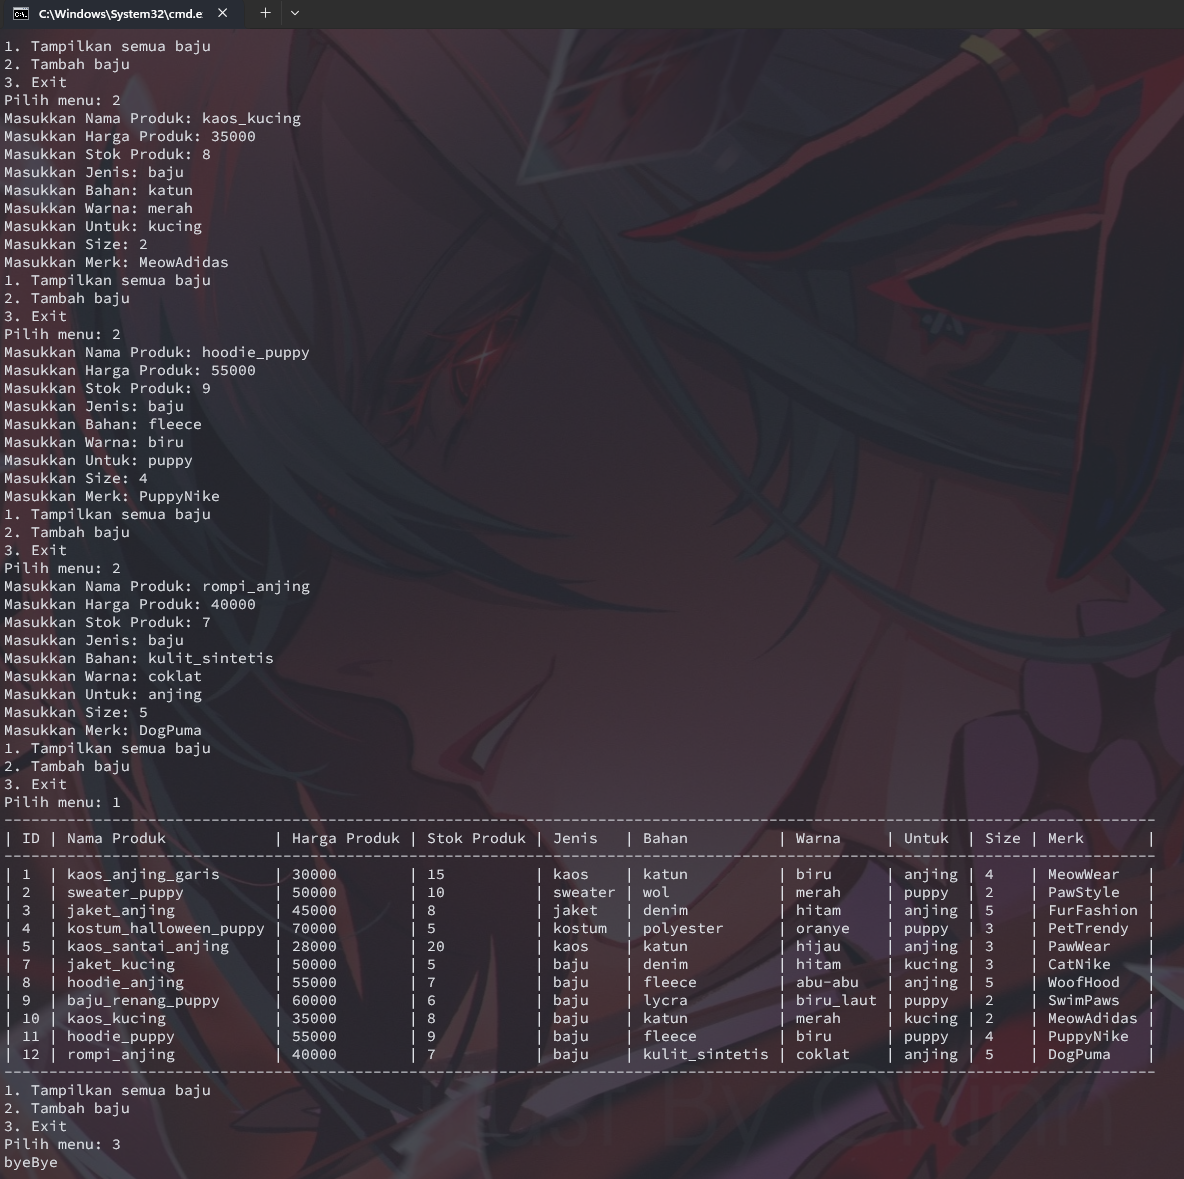 C:\Windows\System32\cmd.e
1. Tampilkan semua baju
2. Tambah baju
3. Exit
Pilih menu: 2
Masukkan Nama Produk: kaos_kucing
Masukkan Harga Produk: 35000
Masukkan Stok Produk: 8
Masukkan Jenis: baju
Masukkan Bahan: katun
Masukkan Warna: merah
Masukkan Untuk: kucing
Masukkan Size: 2
Masukkan Merk: MeowAdidas
1. Tampilkan semua baju
2. Tambah baju
3. Exit
Pilih menu: 2
Masukkan Nama Produk: hoodie_puppy
Masukkan Harga Produk: 55000
Masukkan Stok Produk: 9
Masukkan Jenis: baju
Masukkan Bahan: fleece
Masukkan Warna: biru
Masukkan Untuk: puppy
Masukkan Size: 4
Masukkan Merk: PuppyNike
1. Tampilkan semua baju
2. Tambah baju
3. Exit
Pilih menu: 2
Masukkan Nama Produk: rompi_anjing
Masukkan Harga Produk: 40000
Masukkan Stok Produk: 7
Masukkan Jenis: baju
Masukkan Bahan: kulit_sintetis
Masukkan Warna: coklat
Masukkan Untuk: anjing
Masukkan Size: 5
Masukkan Merk: DogPuma
1. Tampilkan semua baju
2. Tambah baju
3. Exit
Pilih menu: 1
| ID | Nama Produk | Harga Produk | Stok Produk | Jenis | Bahan | Warna | Untuk | Size | Merk |
| 1 | kaos_anjing_garis | 30000 | 15 | kaos | katun | biru | anjing | 4 | MeowWear |
| 2 | sweater_puppy | 50000 | 10 | sweater | wol | merah | puppy | 2 | PawStyle |
| 3 | jaket_anjing | 45000 | 8 | jaket | denim | hitam | anjing | 5 | FurFashion |
| 4 | kostum_halloween_puppy | 70000 | 5 | kostum | polyester | oranye | puppy | 3 | PetTrendy |
| 5 | kaos_santai_anjing | 28000 | 20 | kaos | katun | hijau | anjing | 3 | PawWear |
| 7 | jaket_kucing | 50000 | 5 | baju | denim | hitam | kucing | 3 | CatNike |
| 8 | hoodie_anjing | 55000 | 7 | baju | fleece | abu-abu | anjing | 5 | WoofHood |
| 9 | baju_renang_puppy | 60000 | 6 | baju | lycra | biru_laut | puppy | 2 | SwimPaws |
| 10 | kaos_kucing | 35000 | 8 | baju | katun | merah | kucing | 2 | MeowAdidas |
| 11 | hoodie_puppy | 55000 | 9 | baju | fleece | biru | puppy | 4 | PuppyNike |
| 12 | rompi_anjing | 40000 | 7 | baju | kulit_sintetis | coklat | anjing | 5 | DogPuma |
1. Tampilkan semua baju
2. Tambah baju
3. Exit
Pilih menu: 3
byeBye